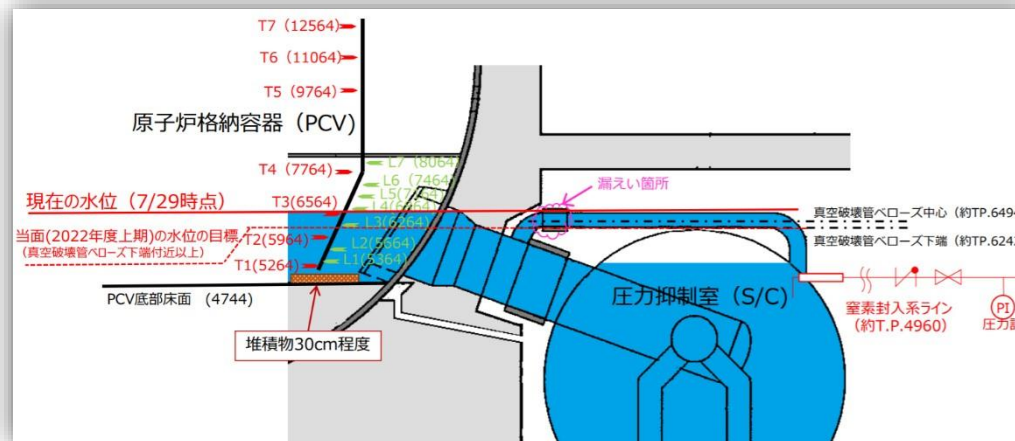 T7 (12564)
T6 (11064)
T5 (9764)
原子炉格納容器(PCV)
T4 (7764)
L7 (8064)
L6 (7464)
現在の水位(7/29時点)
T3(6564)
漏えい箇所
真空破壊管ベローズ中心(約TP.6494
当面(2022年度上期)の水位の目標
(真空破壊管ベローズ下端付近以上)
T2(5964)
L3(6264)
L2(5664)
L1(5364)
真空破壊管ベローズ下端(約TP.624
T1(5264)
PCV底部床面 (4744)
圧力抑制室(S/C)
窒素封入系ライン
(約T.P.4960)
PI
圧力計
堆積物30cm程度